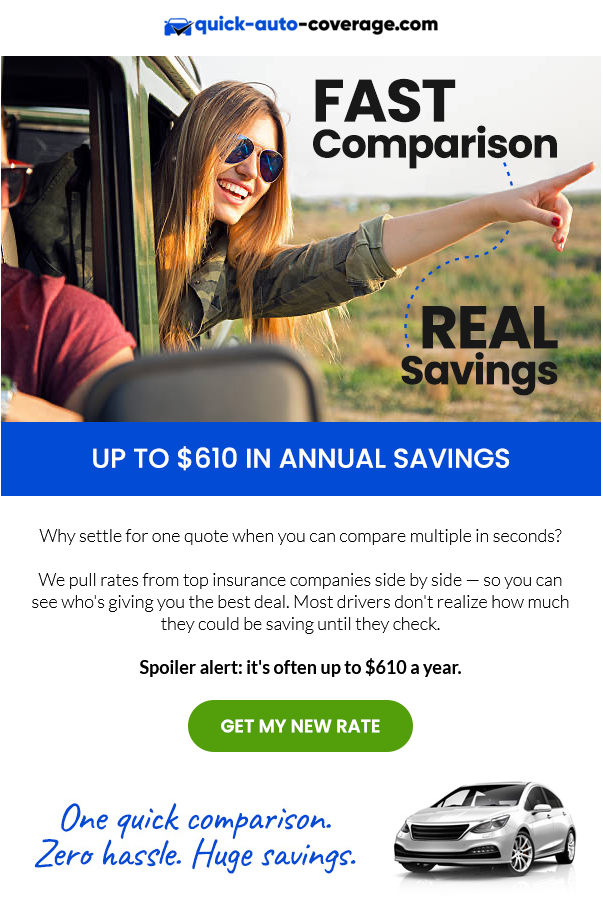 quick-auto-coverage.com
FAST
Comparison
REAL
Savings
UP TO $610 IN ANNUAL SAVINGS
Why settle for one quote when you can compare multiple in seconds?
We pull rates from top insurance companies side by side — so you can
see who's giving you the best deal. Most drivers don't realize how much
they could be saving until they check.
Spoiler alert: it's often up to $610 a year.
GET MY NEW RATE
One quick comparison.
Zero hassle. Huge savings.